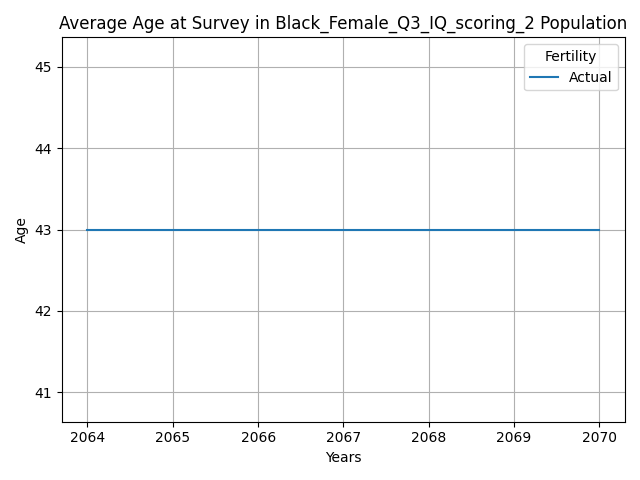 Average Age at Survey in Black_Female_Q3_IQ_scoring_2 Population
Fertility
Actual
45
44
43
42
41
Age
2064 2065 2066 2067 2068 2069 2070
Years